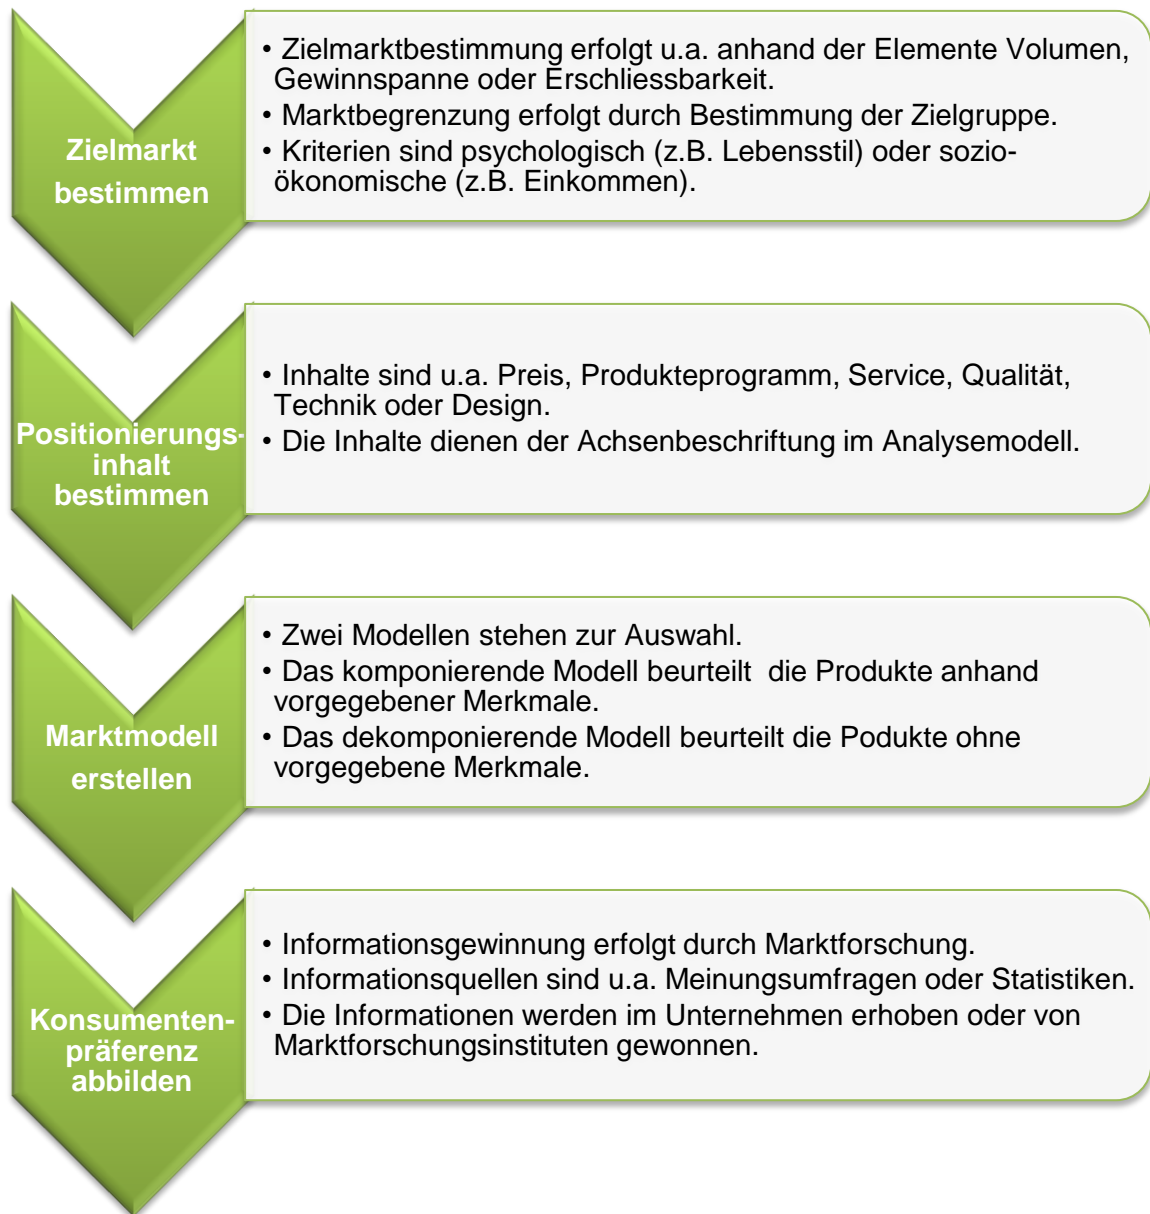 Zielmarkt
bestimmen
• Zielmarktbestimmung erfolgt u.a. anhand der Elemente Volumen,
Gewinnspanne oder Erschliessbarkeit.
• Marktbegrenzung erfolgt durch Bestimmung der Zielgruppe.
• Kriterien sind psychologisch (z.B. Lebensstil) oder sozio-
ökonomische (z.B. Einkommen).
Positionierungs-
inhalt
bestimmen
• Inhalte sind u.a. Preis, Produkteprogramm, Service, Qualität,
Technik oder Design.
• Die Inhalte dienen der Achsenbeschriftung im Analysemodell.
Marktmodell
erstellen
• Zwei Modellen stehen zur Auswahl.
• Das komponierende Modell beurteilt  die Produkte anhand
vorgegebener Merkmale.
• Das dekomponierende Modell beurteilt die Podukte ohne
vorgegebene Merkmale.
Konsumenten-
präferenz
abbilden
• Informationsgewinnung erfolgt durch Marktforschung.
• Informationsquellen sind u.a. Meinungsumfragen oder Statistiken.
• Die Informationen werden im Unternehmen erhoben oder von
Marktforschungsinstituten gewonnen.